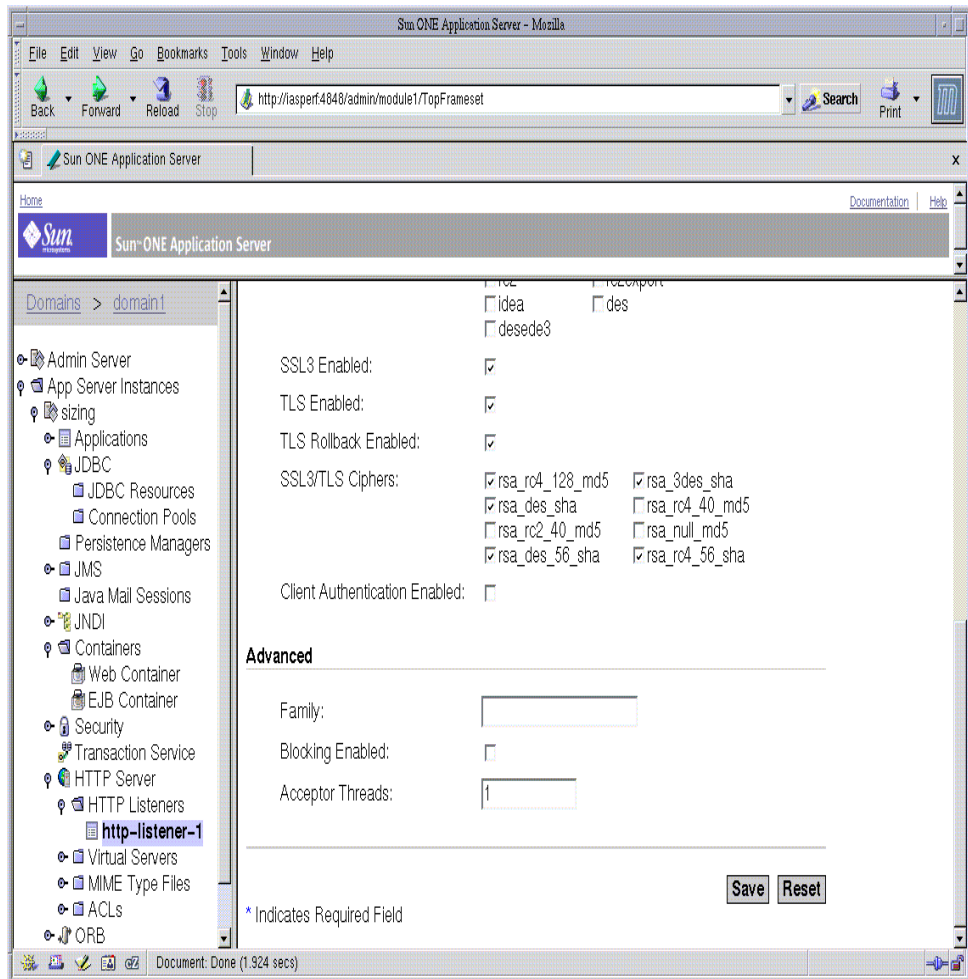 Sun ONE Application Server - Mozilla
File Edit View Go Bookmarks Tools Window Help
Back Forward Reload Stop
http://iasperf:4848/admin/module1/TopFrameset
Search
Print
Sun ONE Application Server
x
Home
Documentation Help
Sun
microsystems
Sun ONE Application Server
Domains > domain1
Admin Server
App Server Instances
sizing
Applications
JDBC
JDBC Resources
Connection Pools
Persistence Managers
JMS
Java Mail Sessions
JNDI
Containers
Web Container
EJB Container
Security
Transaction Service
HTTP Server
HTTP Listeners
http-listener-1
Virtual Servers
MIME Type Files
ACLs
ORB
idea des
desede3
SSL3 Enabled:
TLS Enabled:
TLS Rollback Enabled:
SSL3/TLS Ciphers:
rsa_rc4_128_md5 rsa_3des_sha
rsa_des_sha rsa_rc4_40_md5
rsa_rc2_40_md5 rsa_null_md5
rsa_des_56_sha rsa_rc4_56_sha
Client Authentication Enabled:
Advanced
Family:
Blocking Enabled:
Acceptor Threads: 1
Save Reset
* Indicates Required Field
Document: Done (1.924 secs)